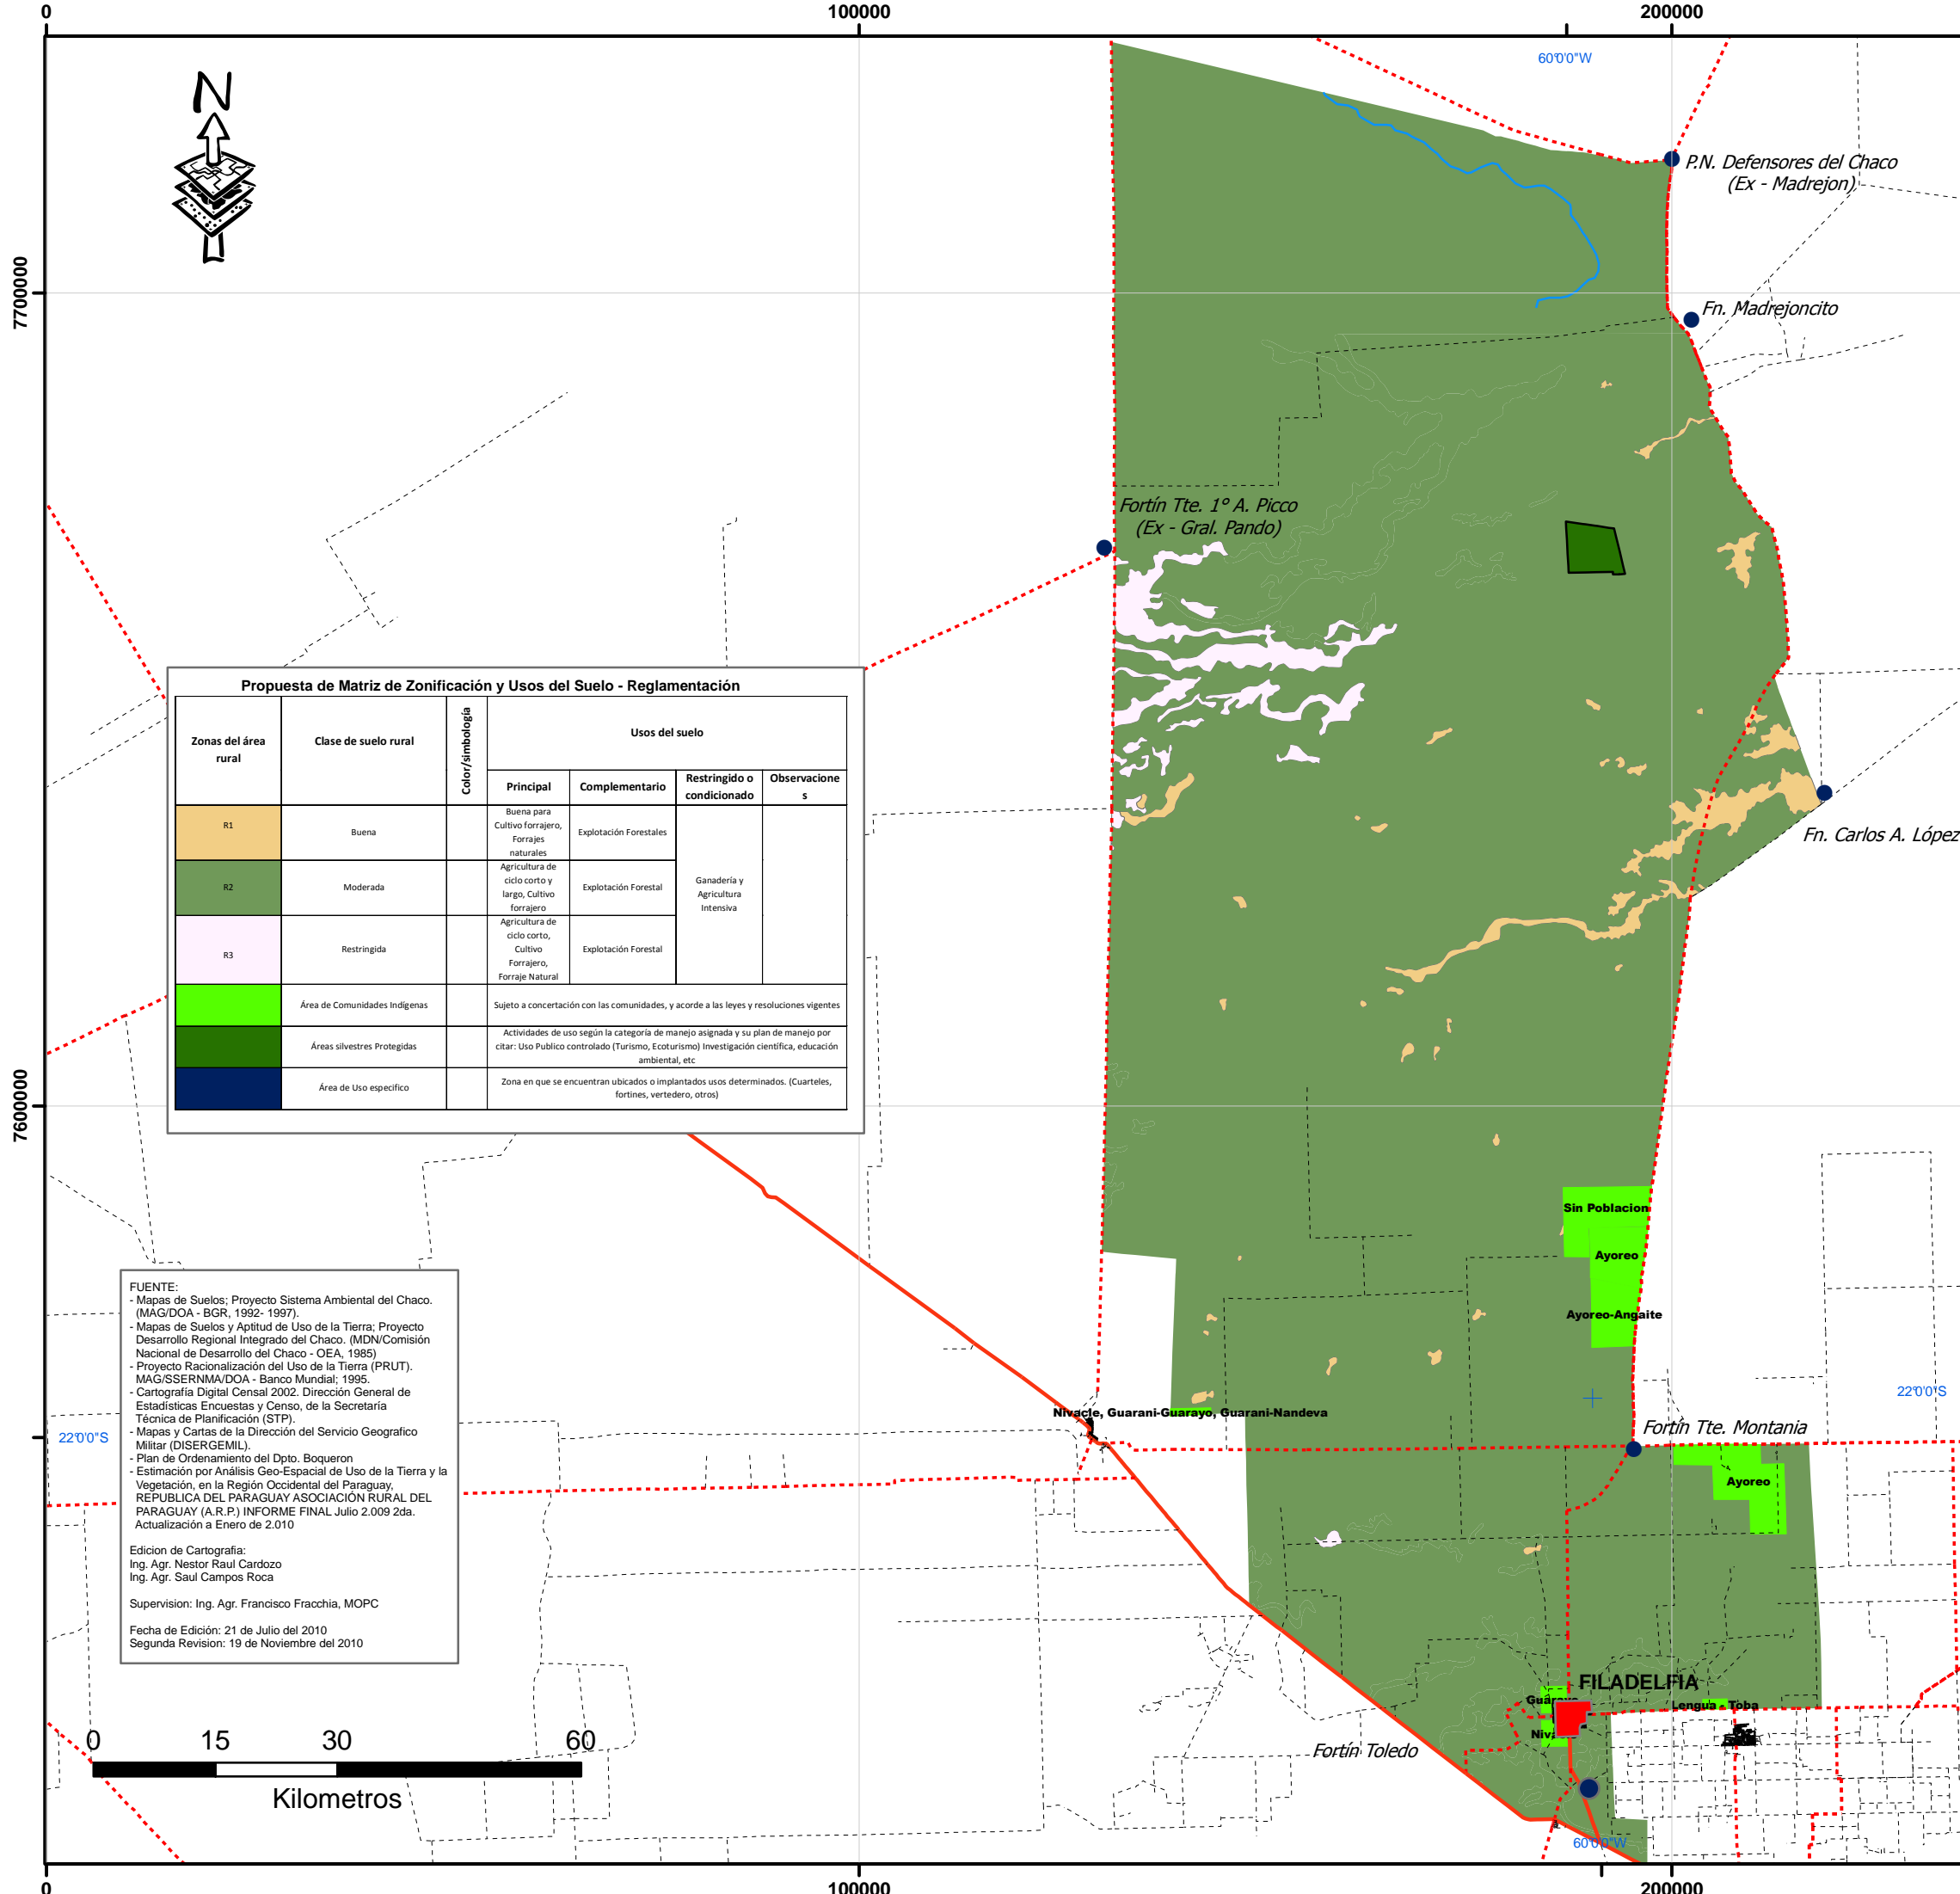 0
100000
200000
60°0'0"W
N
P.N. Defensores del Chaco
(Ex - Madrejon)
7700000
Fn. Madrejoncito
Fortín Tte. 1° A. Picco
(Ex - Gral. Pando)
Propuesta de Matriz de Zonificación y Usos del Suelo - Reglamentación
Zonas del área rural
Clase de suelo rural
Color/simbología
Usos del suelo
Principal
Complementario
Restringido o condicionado
Observaciones
R1
Buena
Buena para Cultivo forrajero, Forrajes naturales
Explotación Forestales
R2
Moderada
Agricultura de ciclo corto y largo, Cultivo forrajero
Explotación Forestal
Ganadería y Agricultura Intensiva
R3
Restringida
Agricultura de ciclo corto, Cultivo Forrajero, Forraje Natural
Explotación Forestal
Área de Comunidades Indígenas
Sujeto a concertación con las comunidades, y acorde a las leyes y resoluciones vigentes
Áreas silvestres Protegidas
Actividades de uso según la categoría de manejo asignada y su plan de manejo por citar: Uso Publico controlado (Turismo, Ecoturismo) Investigación científica, educación ambiental, etc
Área de Uso especifico
Zona en que se encuentran ubicados o implantados usos determinados. (Cuarteles, fortines, vertedero, otros)
Fn. Carlos A. López
7600000
Sin Poblacion
Ayoreo
Ayoreo-Angaite
FUENTE:
- Mapas de Suelos; Proyecto Sistema Ambiental del Chaco.
(MAG/DOA - BGR, 1992- 1997).
- Mapas de Suelos y Aptitud de Uso de la Tierra; Proyecto
Desarrollo Regional Integrado del Chaco. (MDN/Comisión
Nacional de Desarrollo del Chaco - OEA, 1985)
- Proyecto Racionalización del Uso de la Tierra (PRUT).
MAG/SSERNMA/DOA - Banco Mundial; 1995.
- Cartografía Digital Censal 2002. Dirección General de
Estadísticas Encuestas y Censo, de la Secretaría
Técnica de Planificación (STP).
- Mapas y Cartas de la Dirección del Servicio Geografico
Militar (DISERGEMIL).
- Plan de Ordenamiento del Dpto. Boqueron
- Estimación por Análisis Geo-Espacial de Uso de la Tierra y la
Vegetación, en la Región Occidental del Paraguay,
REPUBLICA DEL PARAGUAY ASOCIACIÓN RURAL DEL
PARAGUAY (A.R.P.) INFORME FINAL Julio 2.009 2da.
Actualización a Enero de 2.010
Edicion de Cartografia:
Ing. Agr. Nestor Raul Cardozo
Ing. Agr. Saul Campos Roca
Supervision: Ing. Agr. Francisco Fracchia, MOPC
Fecha de Edición: 21 de Julio del 2010
Segunda Revision: 19 de Noviembre del 2010
22°0'0"S
22°0'0"S
Nivacle, Guarani-Guarayo, Guarani-Nandeva
Fortín Tte. Montania
Ayoreo
FILADELFIA
Lengua - Toba
Fortín Toledo
0 15 30 60
Kilometros
60°0'0"W
0
100000
200000